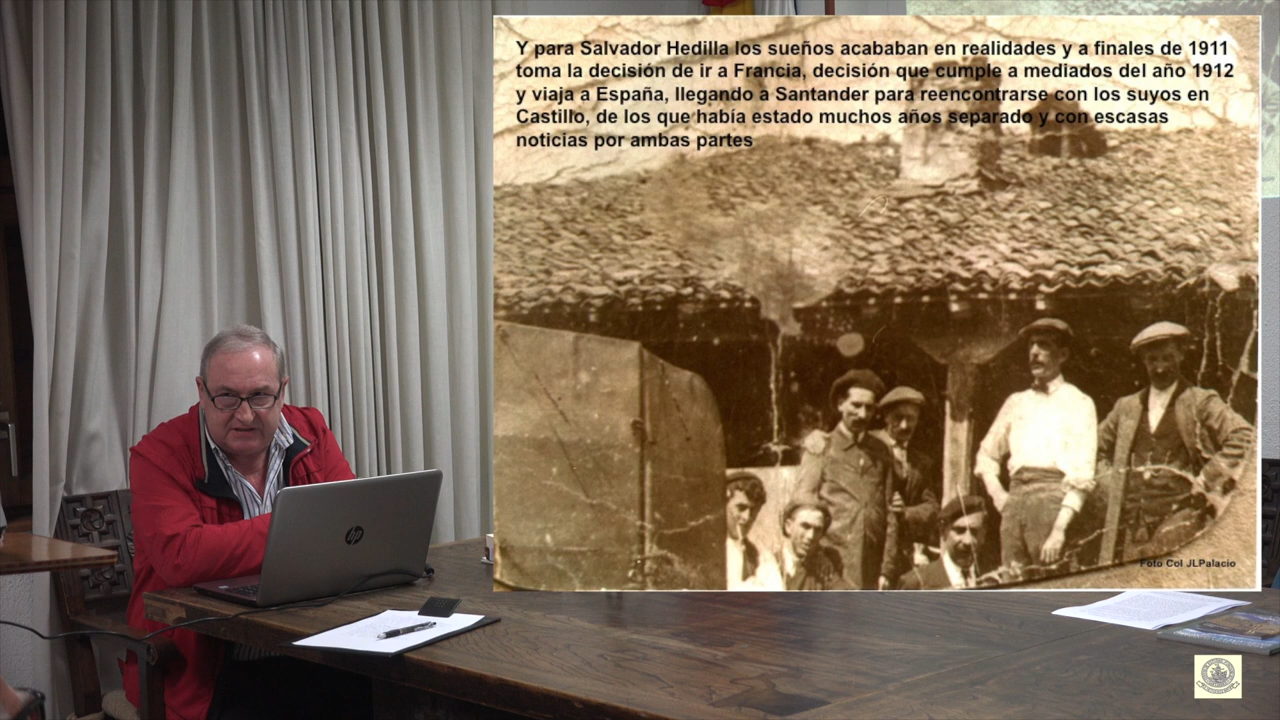 Y para Salvador Hedilla los sueños acababan en realidades y a finales de 1911
toma la decisión de ir a Francia, decisión que cumple a mediados del año 1912
y viaja a España, llegando a Santander para reencontrarse con los suyos en
Castillo, de los que había estado muchos años separado y con escasas
noticias por ambas partes
Foto Col JLPalacio
hp